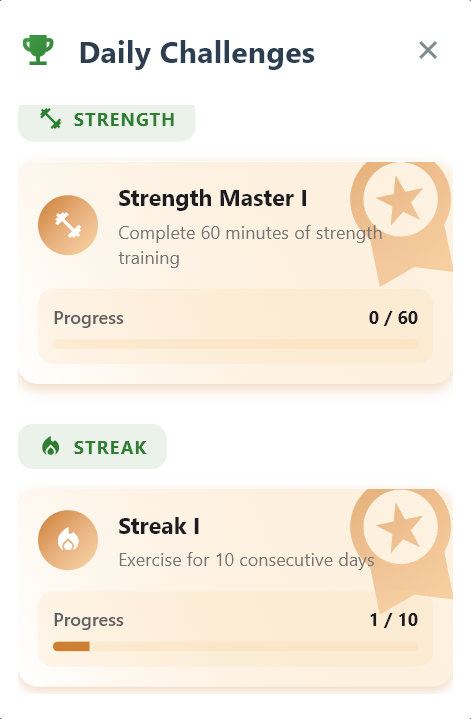 Daily Challenges
STRENGTH
Strength Master I
Complete 60 minutes of strength
training
Progress 0 / 60
STREAK
Streak I
Exercise for 10 consecutive days
Progress 1 / 10